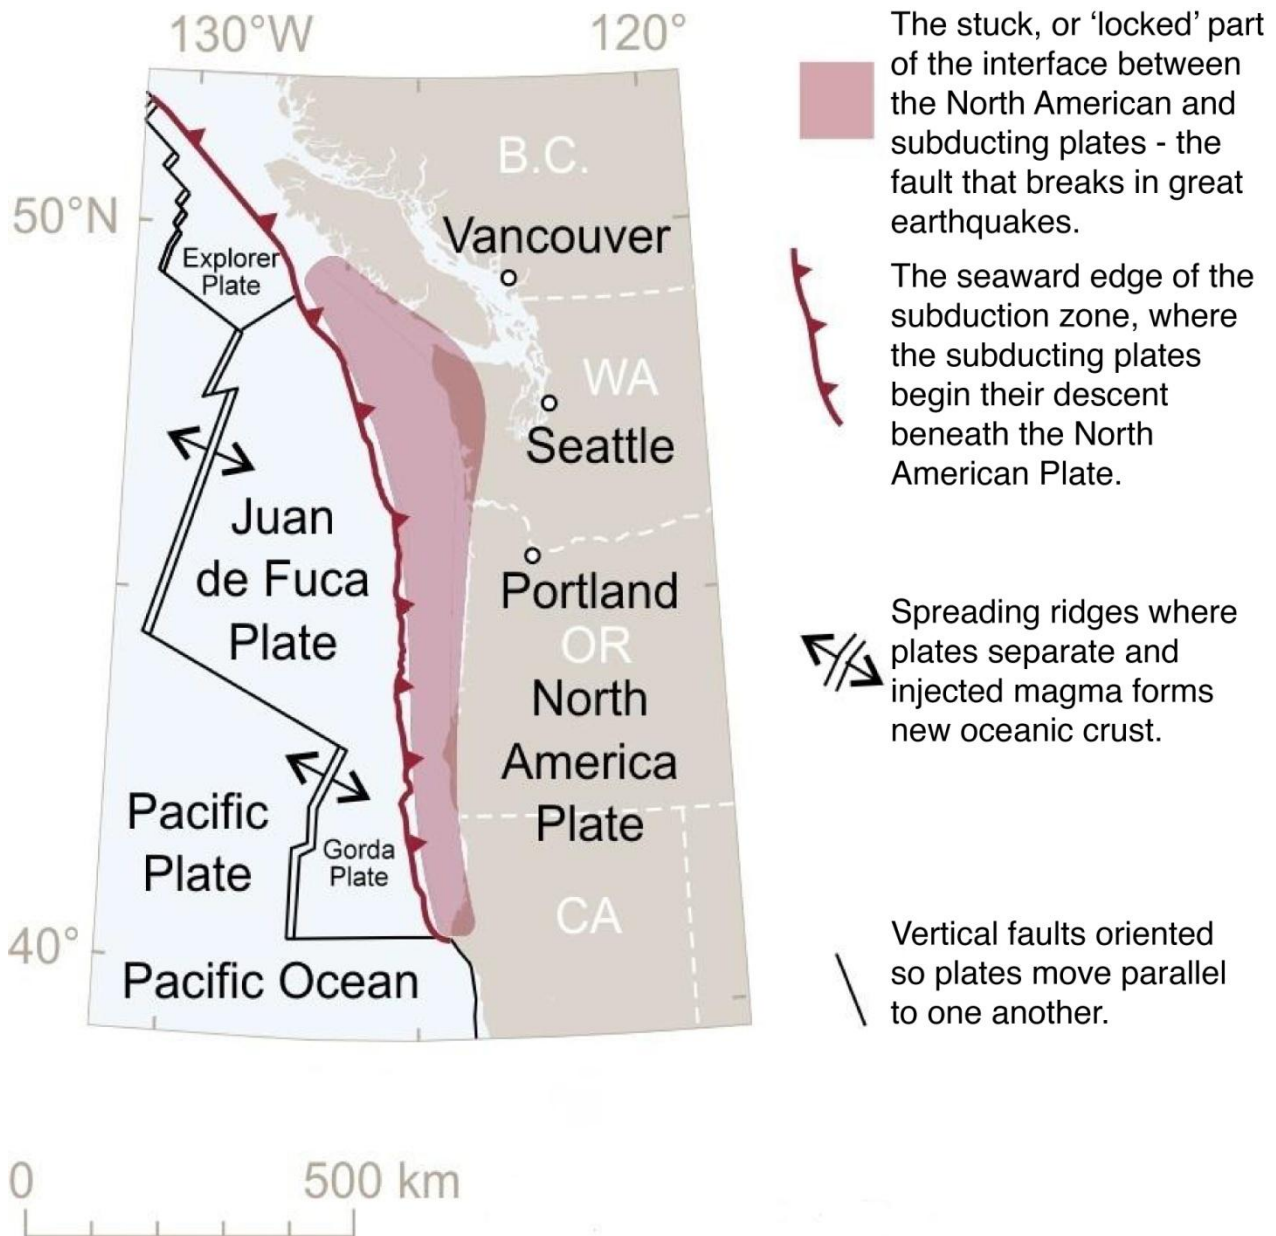 130°W
120°
50°N
40°
B.C.
Vancouver
Explorer
Plate
WA
Seattle
Juan
de Fuca
Plate
Portland
OR
North
America
Plate
Pacific
Plate
Gorda
Plate
CA
Pacific Ocean
0
500 km
The stuck, or ‘locked’ part
of the interface between
the North American and
subducting plates - the
fault that breaks in great
earthquakes.
The seaward edge of the
subduction zone, where
the subducting plates
begin their descent
beneath the North
American Plate.
Spreading ridges where
plates separate and
injected magma forms
new oceanic crust.
Vertical faults oriented
so plates move parallel
to one another.